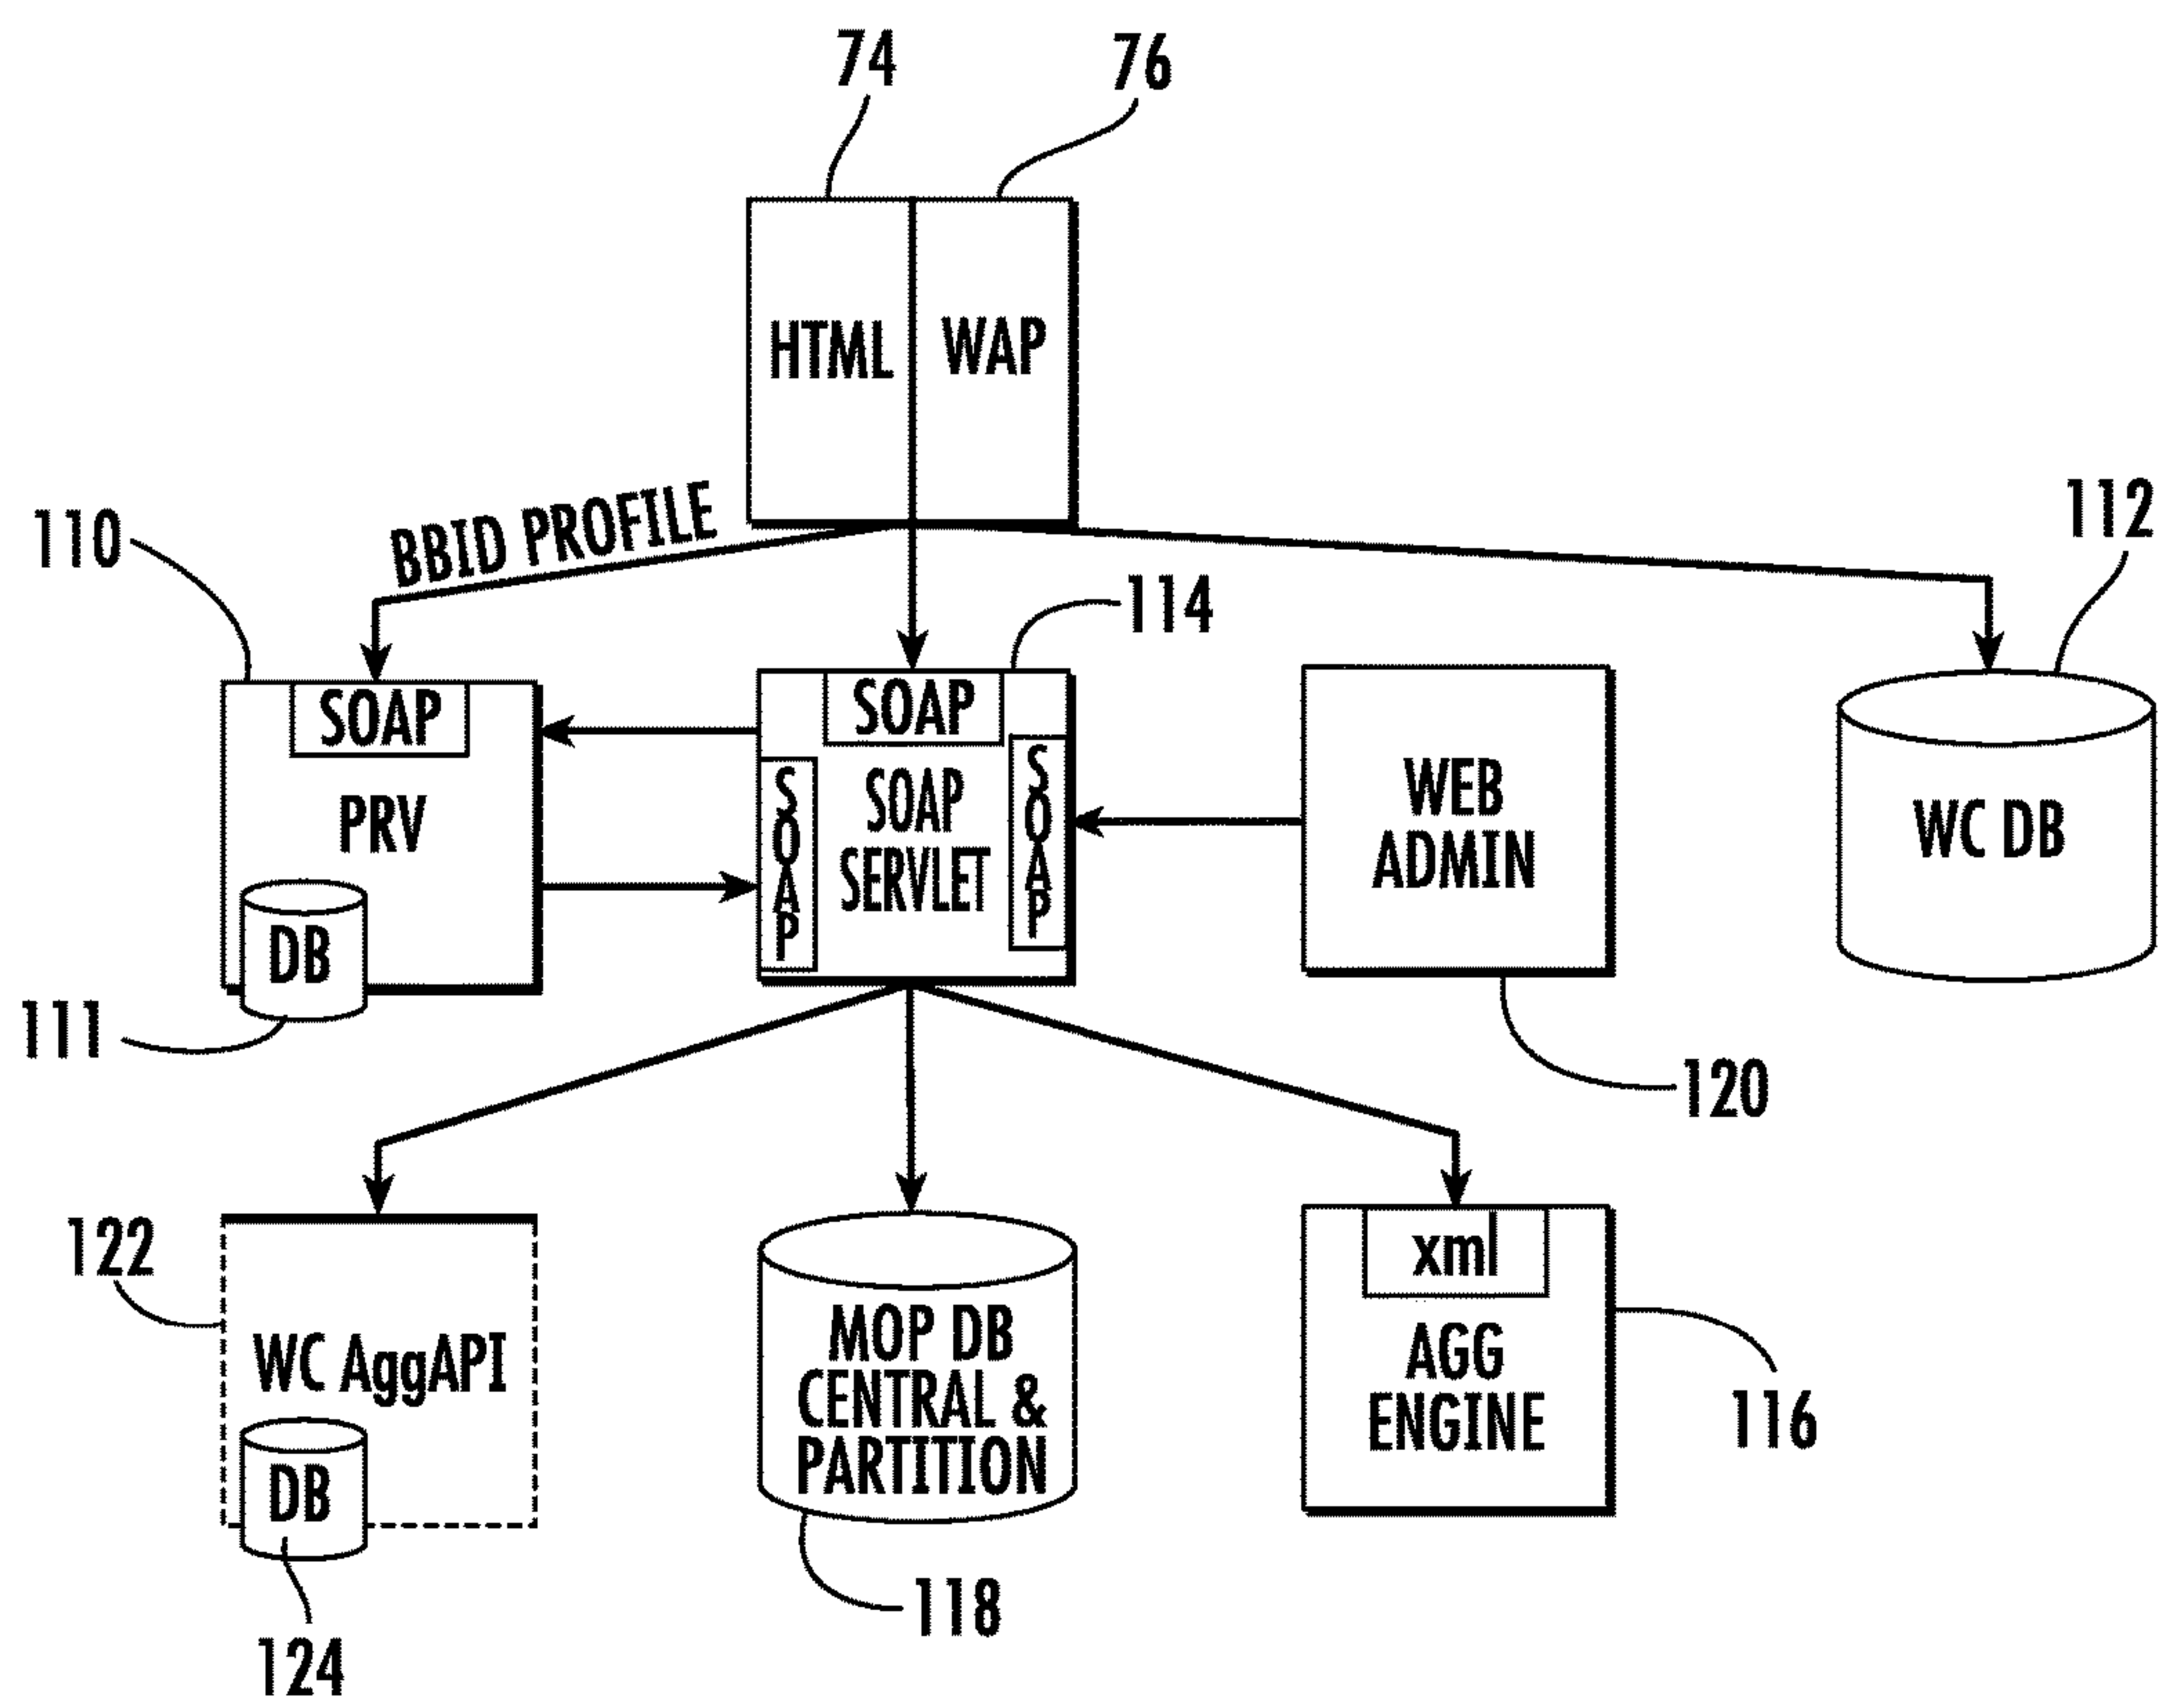 74
76
HTML
WAP
BBID PROFILE
110
112
114
SOAP
SOAP
PRV
SOAP
SOAP
SERVLET
SOAP
WEB
ADMIN
WC DB
DB
111
120
122
xml
WC AggAPI
MOP DB
CENTRAL &
PARTITION
AGG
ENGINE
116
DB
118
124